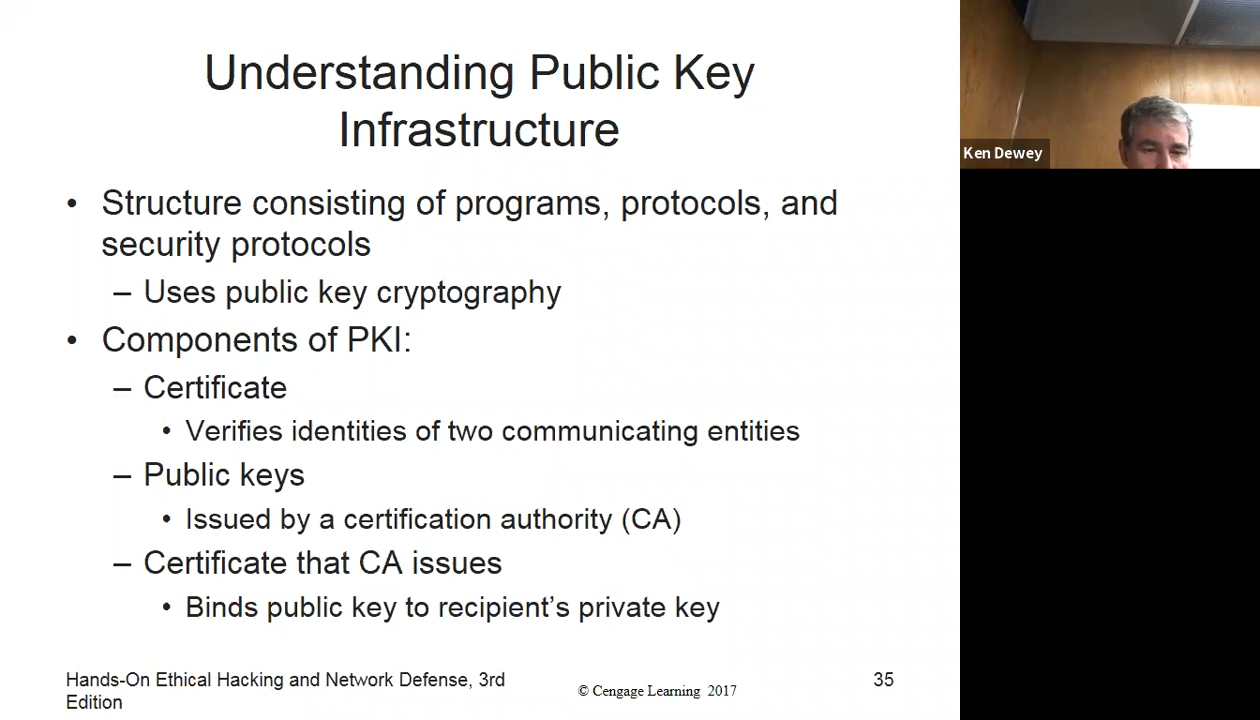 Understanding Public Key
Infrastructure
• Structure consisting of programs, protocols, and
security protocols
– Uses public key cryptography
• Components of PKI:
– Certificate
• Verifies identities of two communicating entities
– Public keys
• Issued by a certification authority (CA)
– Certificate that CA issues
• Binds public key to recipient’s private key
Hands-On Ethical Hacking and Network Defense, 3rd
Edition
© Cengage Learning 2017
35
Ken Dewey